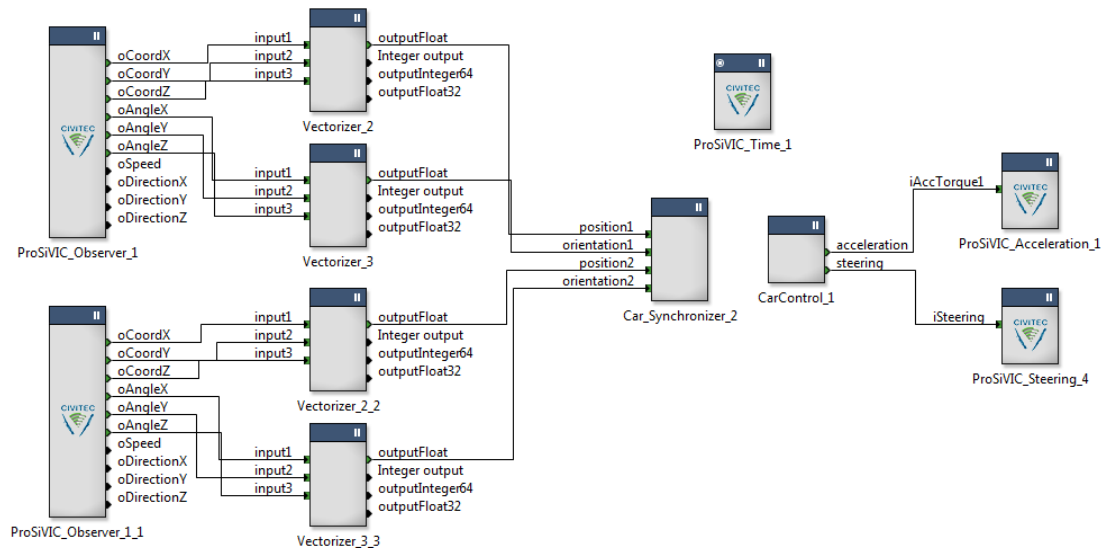 oCoordX
oCoordY
oCoordZ
oAngleX
oAngleY
oAngleZ
oSpeed
oDirectionX
oDirectionY
oDirectionZ
CIVITEC
ProSiVIC_Observer_1
input1
input2
input3
outputFloat
Integer output
outputInteger64
outputFloat32
Vectorizer_2
input1
input2
input3
outputFloat
Integer output
outputInteger64
outputFloat32
Vectorizer_3
oCoordX
oCoordY
oCoordZ
oAngleX
oAngleY
oAngleZ
oSpeed
oDirectionX
oDirectionY
oDirectionZ
CIVITEC
ProSiVIC_Observer_1_1
input1
input2
input3
outputFloat
Integer output
outputInteger64
outputFloat32
Vectorizer_2_2
input1
input2
input3
outputFloat
Integer output
outputInteger64
outputFloat32
Vectorizer_3_3
position1
orientation1
position2
orientation2
Car_Synchronizer_2
CIVITEC
ProSiVIC_Time_1
acceleration
steering
CarControl_1
iAccTorque1
CIVITEC
ProSiVIC_Acceleration_1
iSteering
CIVITEC
ProSiVIC_Steering_4